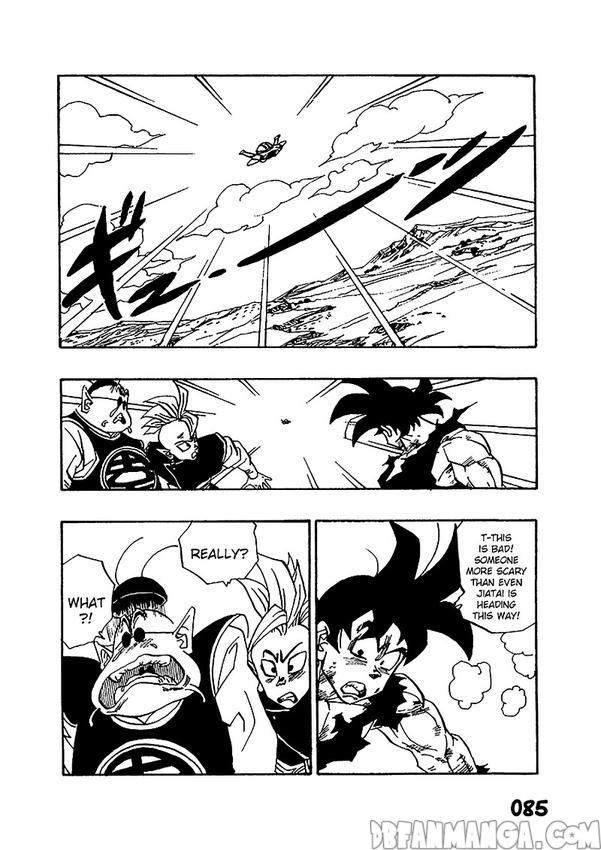 ギューン
T-THIS
IS BAD!
SOMEONE
MORE SCARY
THAN EVEN
JIATAI IS
HEADING
THIS WAY!
REALLY?
WHAT
?!
085
DBFANMANGA.COM